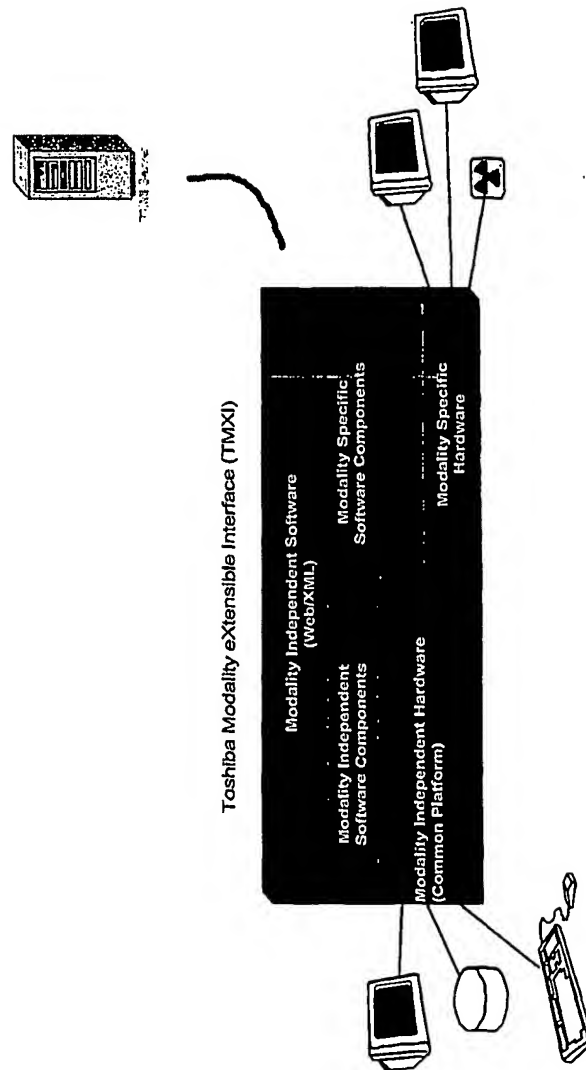 Toshiba Modality eXtensible Interface (TMXI)
Modality Independent Software
(Web/XML)
Modality Independent
Software Components
Modality Specific
Software Components
Modality Independent Hardware
(Common Platform)
Modality Specific
Hardware